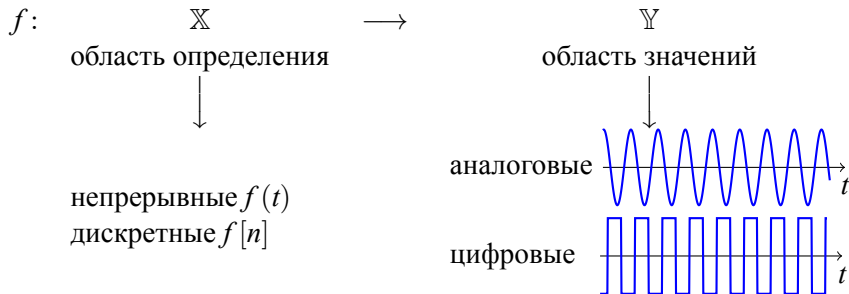 f : 𝕏 ⟶ 𝕐
область определения область значений
аналоговые t
непрерывные f (t)
дискретные f [n]
цифровые t